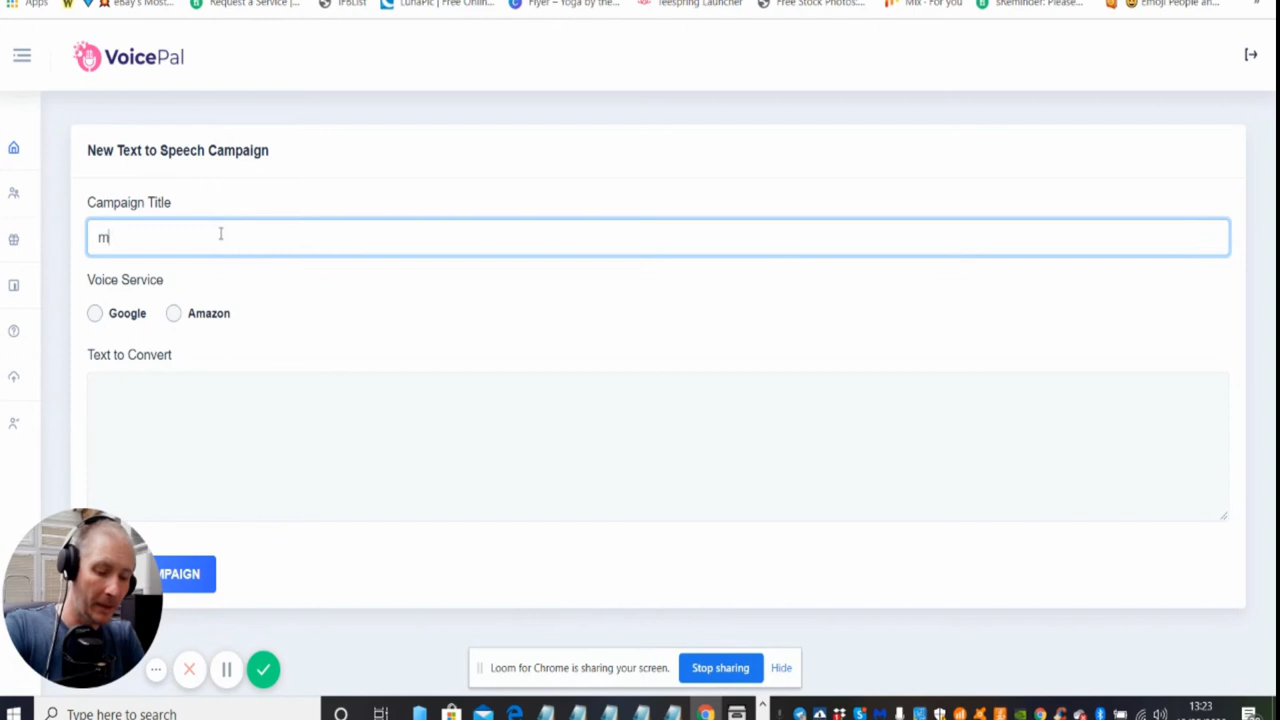 Apps
eBay's Most...
Request a Service |...
IFBList
LunaPic | Free Onlin...
Flyer – Yoga by the...
Teespring Launcher
Free Stock Photos:...
Mix · For you
sReminder: Please...
Emoji People an...
»
VoicePal
New Text to Speech Campaign
Campaign Title
m
Voice Service
Google
Amazon
Text to Convert
MPAIGN
Loom for Chrome is sharing your screen.
Stop sharing
Hide
Type here to search
13:23